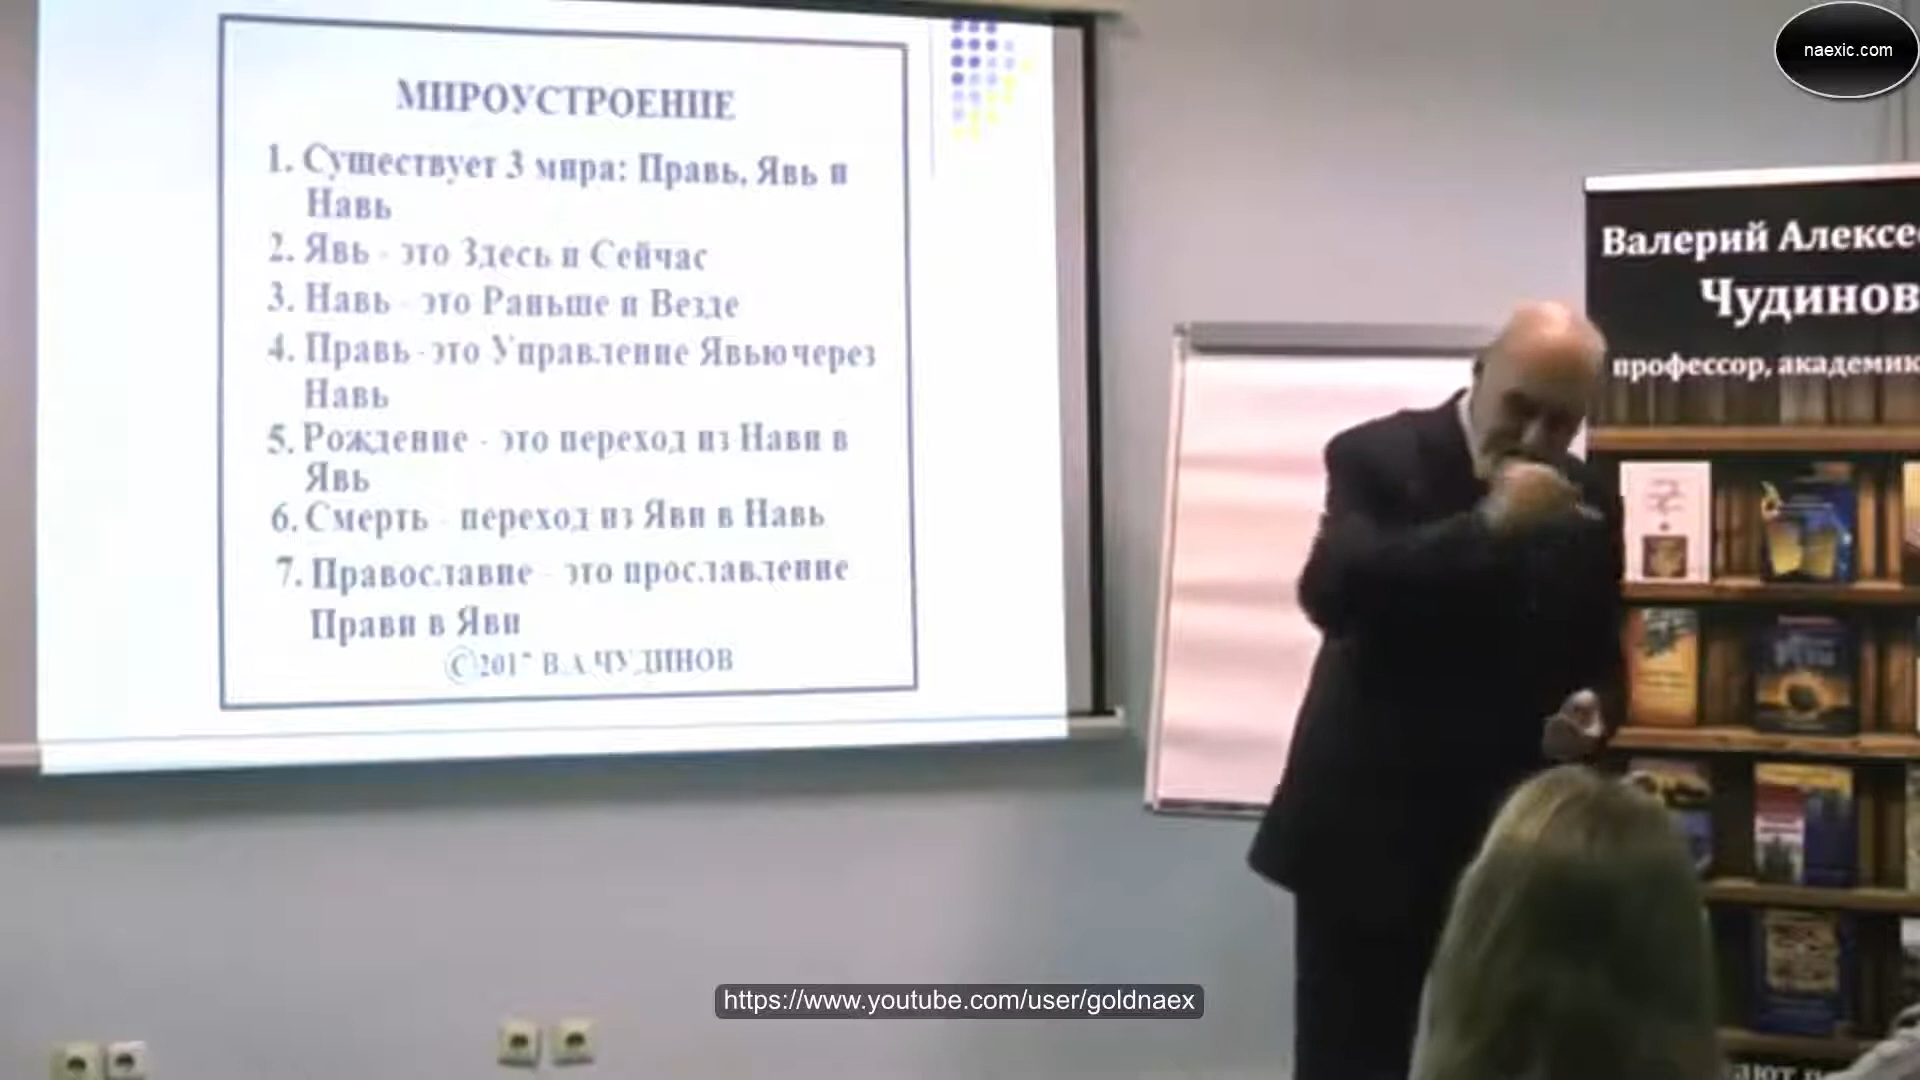 МИРОУСТРОЕНИЕ
1. Существует 3 мира: Правь, Явь и
Навь
2. Явь - это Здесь и Сейчас
3. Навь - это Раньше и Везде
4. Правь -это Управление Явью через
Навь
5. Рождение - это переход из Нави в
Явь
6. Смерть - переход из Яви в Навь
7. Православие - это прославление
Прави в Яви
© 2017 В.А.ЧУДИНОВ
naexic.com
Валерий Алексе
Чудинов
профессор, академик
https://www.youtube.com/user/goldnaex